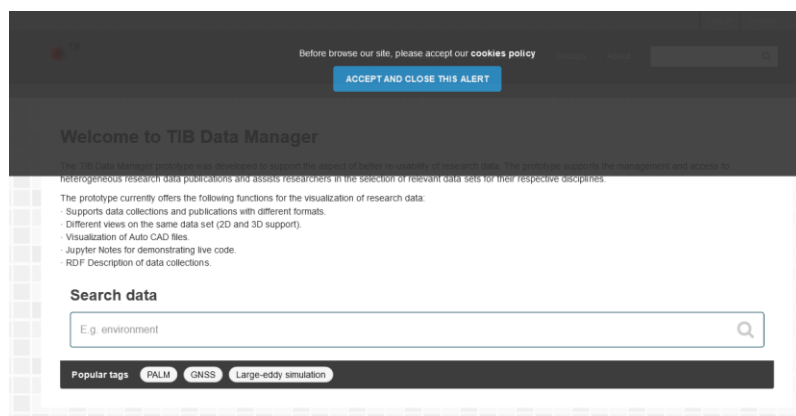 Before browse our site, please accept our cookies policy
ACCEPT AND CLOSE THIS ALERT
Welcome to TIB Data Manager
The TIB Data Manager prototype was developed to support the aspect of better re-usability of research data. The prototype supports the management and access to
heterogeneous research data publications and assists researchers in the selection of relevant data sets for their respective disciplines.
The prototype currently offers the following functions for the visualization of research data:
· Supports data collections and publications with different formats.
· Different views on the same data set (2D and 3D support).
· Visualization of Auto CAD files.
· Jupyter Notes for demonstrating live code.
· RDF Description of data collections.
Search data
E.g. environment
Popular tags PALM GNSS Large-eddy simulation